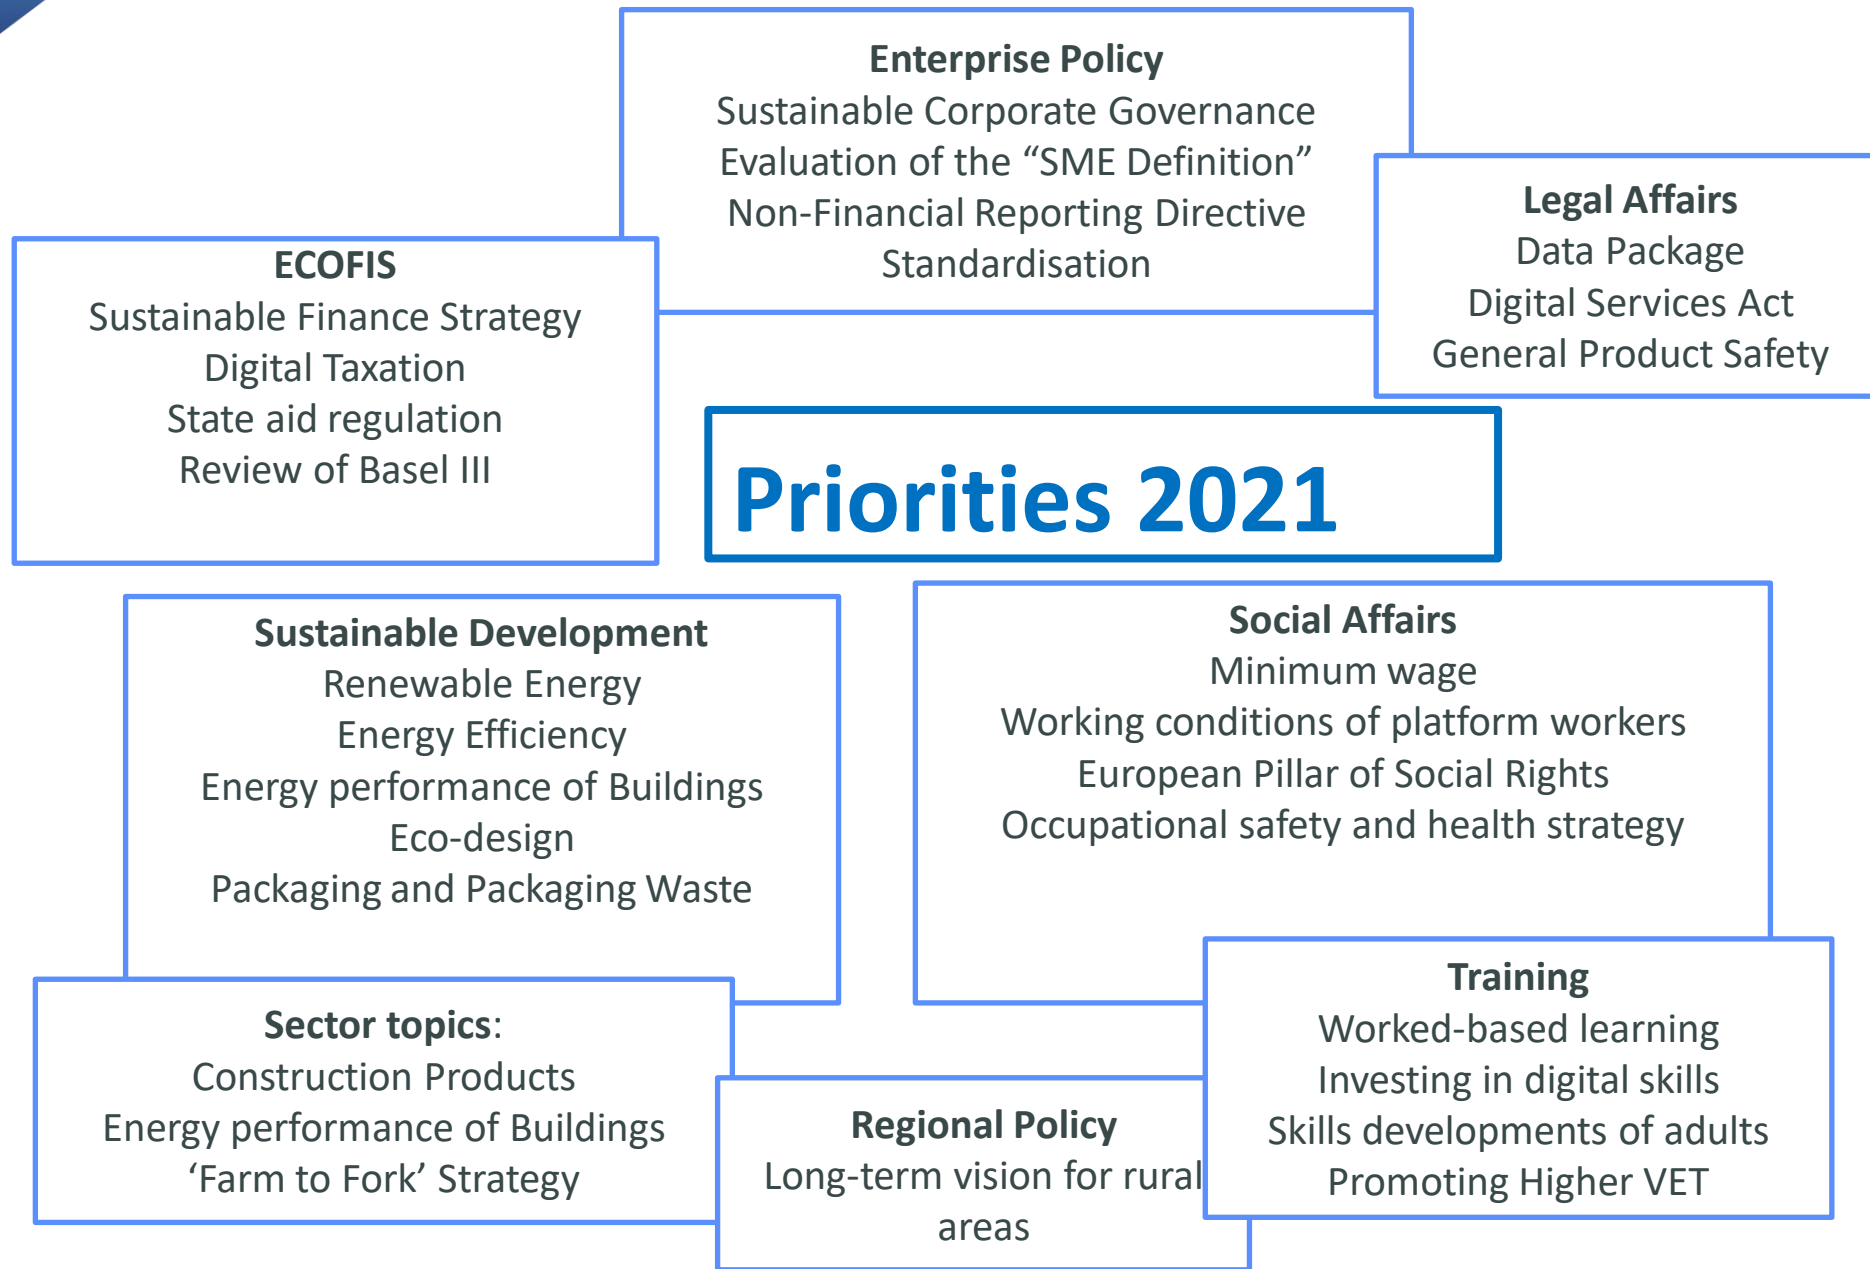 Enterprise Policy
Sustainable Corporate Governance
Evaluation of the “SME Definition”
Non-Financial Reporting Directive
Standardisation
Legal Affairs
Data Package
Digital Services Act
General Product Safety
ECOFIS
Sustainable Finance Strategy
Digital Taxation
State aid regulation
Review of Basel III
Priorities 2021
Sustainable Development
Renewable Energy
Energy Efficiency
Energy performance of Buildings
Eco-design
Packaging and Packaging Waste
Social Affairs
Minimum wage
Working conditions of platform workers
European Pillar of Social Rights
Occupational safety and health strategy
Sector topics:
Construction Products
Energy performance of Buildings
‘Farm to Fork’ Strategy
Regional Policy
Long-term vision for rural
areas
Training
Worked-based learning
Investing in digital skills
Skills developments of adults
Promoting Higher VET